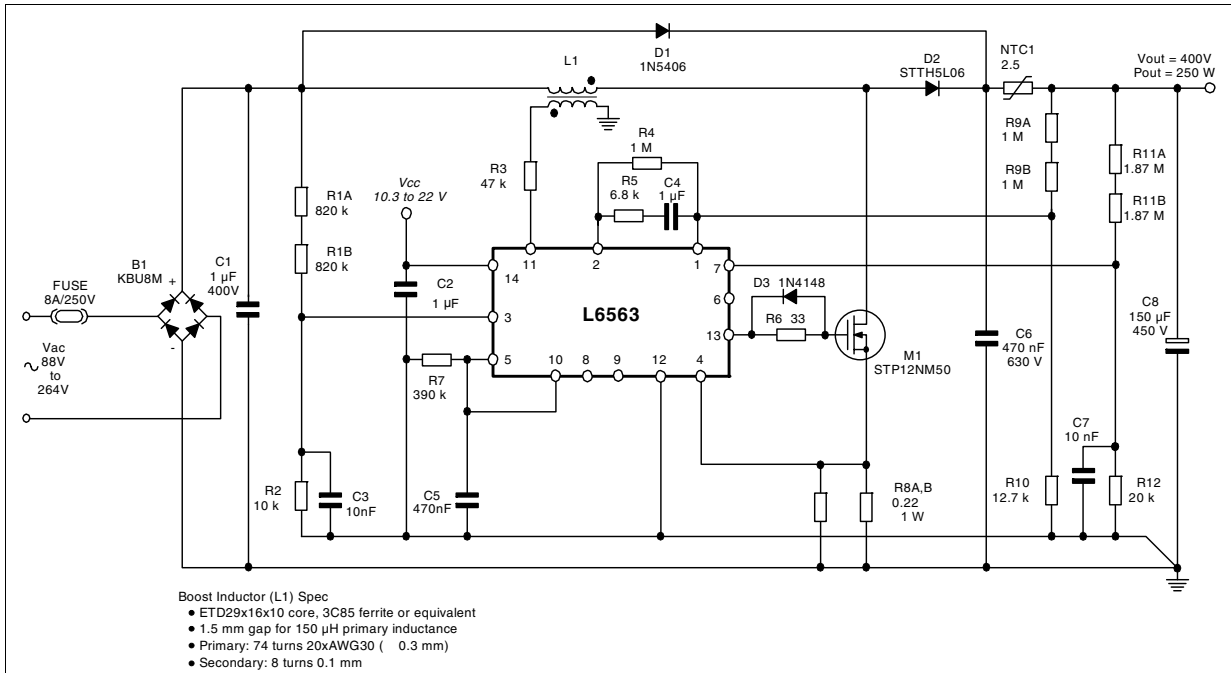 D1
1N5406
L1
D2
STTH5L06
NTC1
2.5
Vout = 400V
Pout = 250 W
R4
1 M
R9A
1 M
R3
47 k
R5
6.8 k
C4
1 µF
R9B
1 M
R11A
1.87 M
Vcc
10.3 to 22 V
R1A
820 k
R11B
1.87 M
R1B
820 k
B1
KBU8M
+
-
C1
1 µF
400V
FUSE
8A/250V
C2
1 µF
11
2
1
14
7
3
L6563
6
D3 1N4148
13
R6 33
5
10
8
9
12
4
M1
STP12NM50
C6
470 nF
630 V
C8
150 µF
450 V
Vac
88V
to
264V
~
R7
390 k
C7
10 nF
R2
10 k
C3
10nF
C5
470nF
R8A,B
0.22
1 W
R10
12.7 k
R12
20 k
Boost Inductor (L1) Spec
● ETD29x16x10 core, 3C85 ferrite or equivalent
● 1.5 mm gap for 150 µH primary inductance
● Primary: 74 turns 20xAWG30 ( 0.3 mm)
● Secondary: 8 turns 0.1 mm